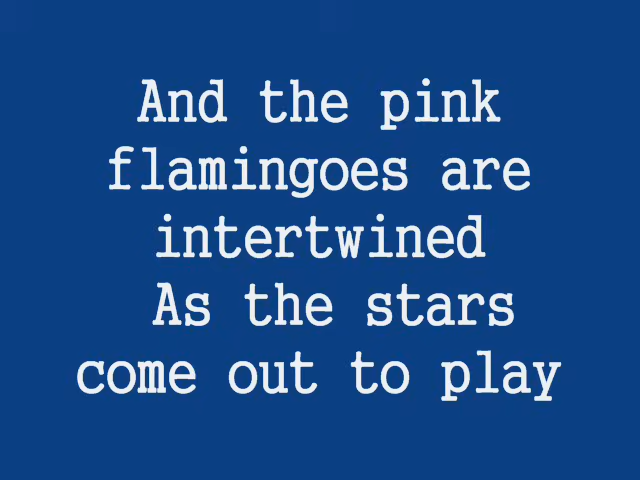 And the pink
flamingoes are
intertwined
As the stars
come out to play